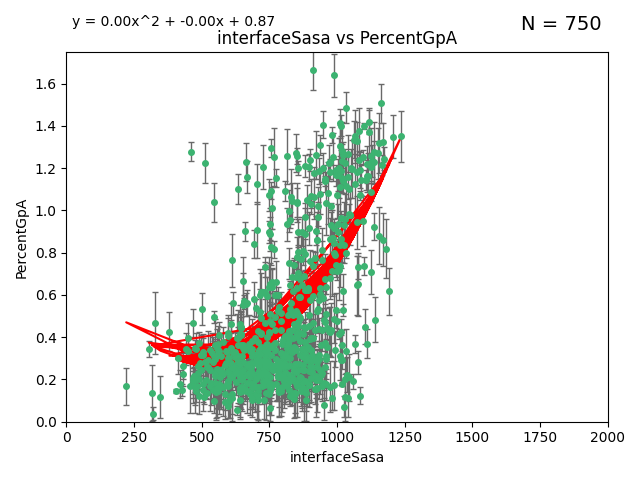 y = 0.00x^2 + -0.00x + 0.87
N = 750
interfaceSasa vs PercentGpA
PercentGpA
1.6
1.4
1.2
1.0
0.8
0.6
0.4
0.2
0.0
0 250 500 750 1000 1250 1500 1750 2000
interfaceSasa